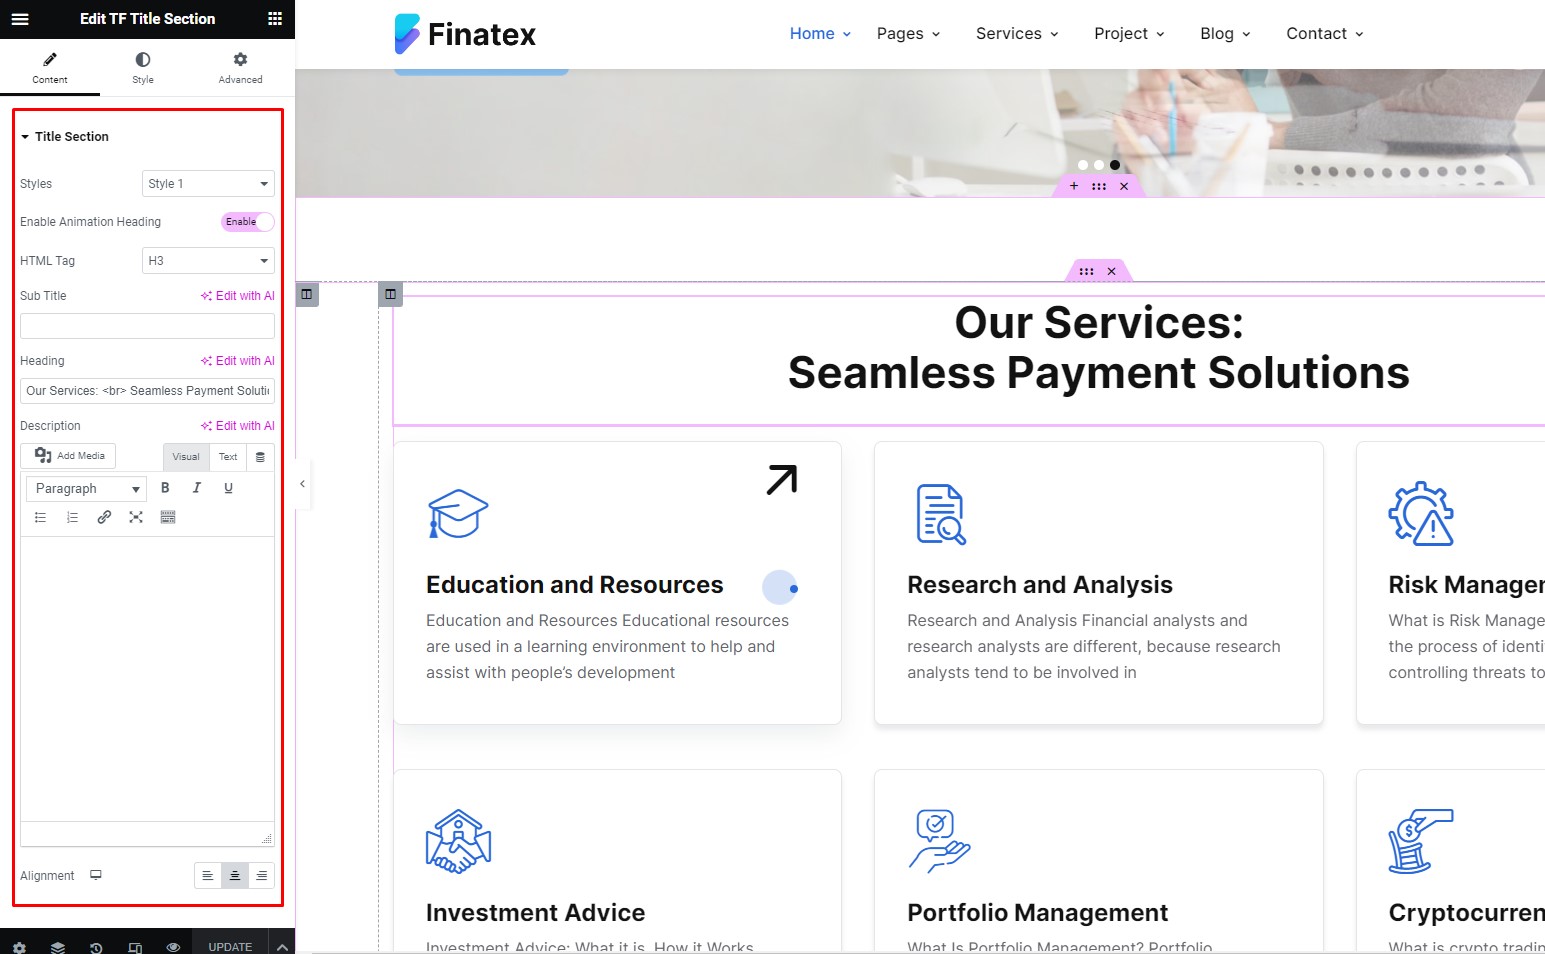 Edit TF Title Section
Content
Style
Advanced
Title Section
Styles
Style 1
Enable Animation Heading
Enable
HTML Tag
H3
Sub Title
Edit with AI
Heading
Edit with AI
Our Services: <br> Seamless Payment Soluti
Description
Edit with AI
Add Media
Visual
Text
Paragraph
B
I
U
Alignment
UPDATE
Finatex
Home
Pages
Services
Project
Blog
Contact
Our Services:
Seamless Payment Solutions
Education and Resources
Education and Resources Educational resources
are used in a learning environment to help and
assist with people’s development
Research and Analysis
Research and Analysis Financial analysts and
research analysts are different, because research
analysts tend to be involved in
Risk Manager
What is Risk Manage
the process of identi
controlling threats to
Investment Advice
Investment Advice: What it is, How it Works
Portfolio Management
What Is Portfolio Management? Portfolio
Cryptocurren
What is crypto tradin